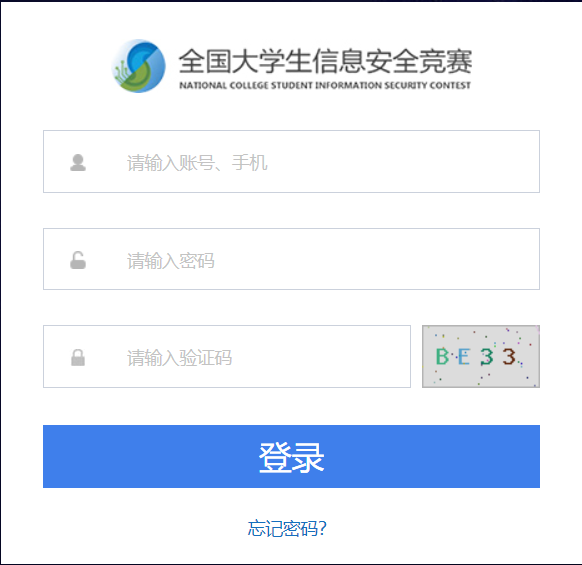 全国大学生信息安全竞赛
NATIONAL COLLEGE STUDENT INFORMATION SECURITY CONTEST
请输入账号、手机
请输入密码
请输入验证码
BE33
登录
忘记密码?